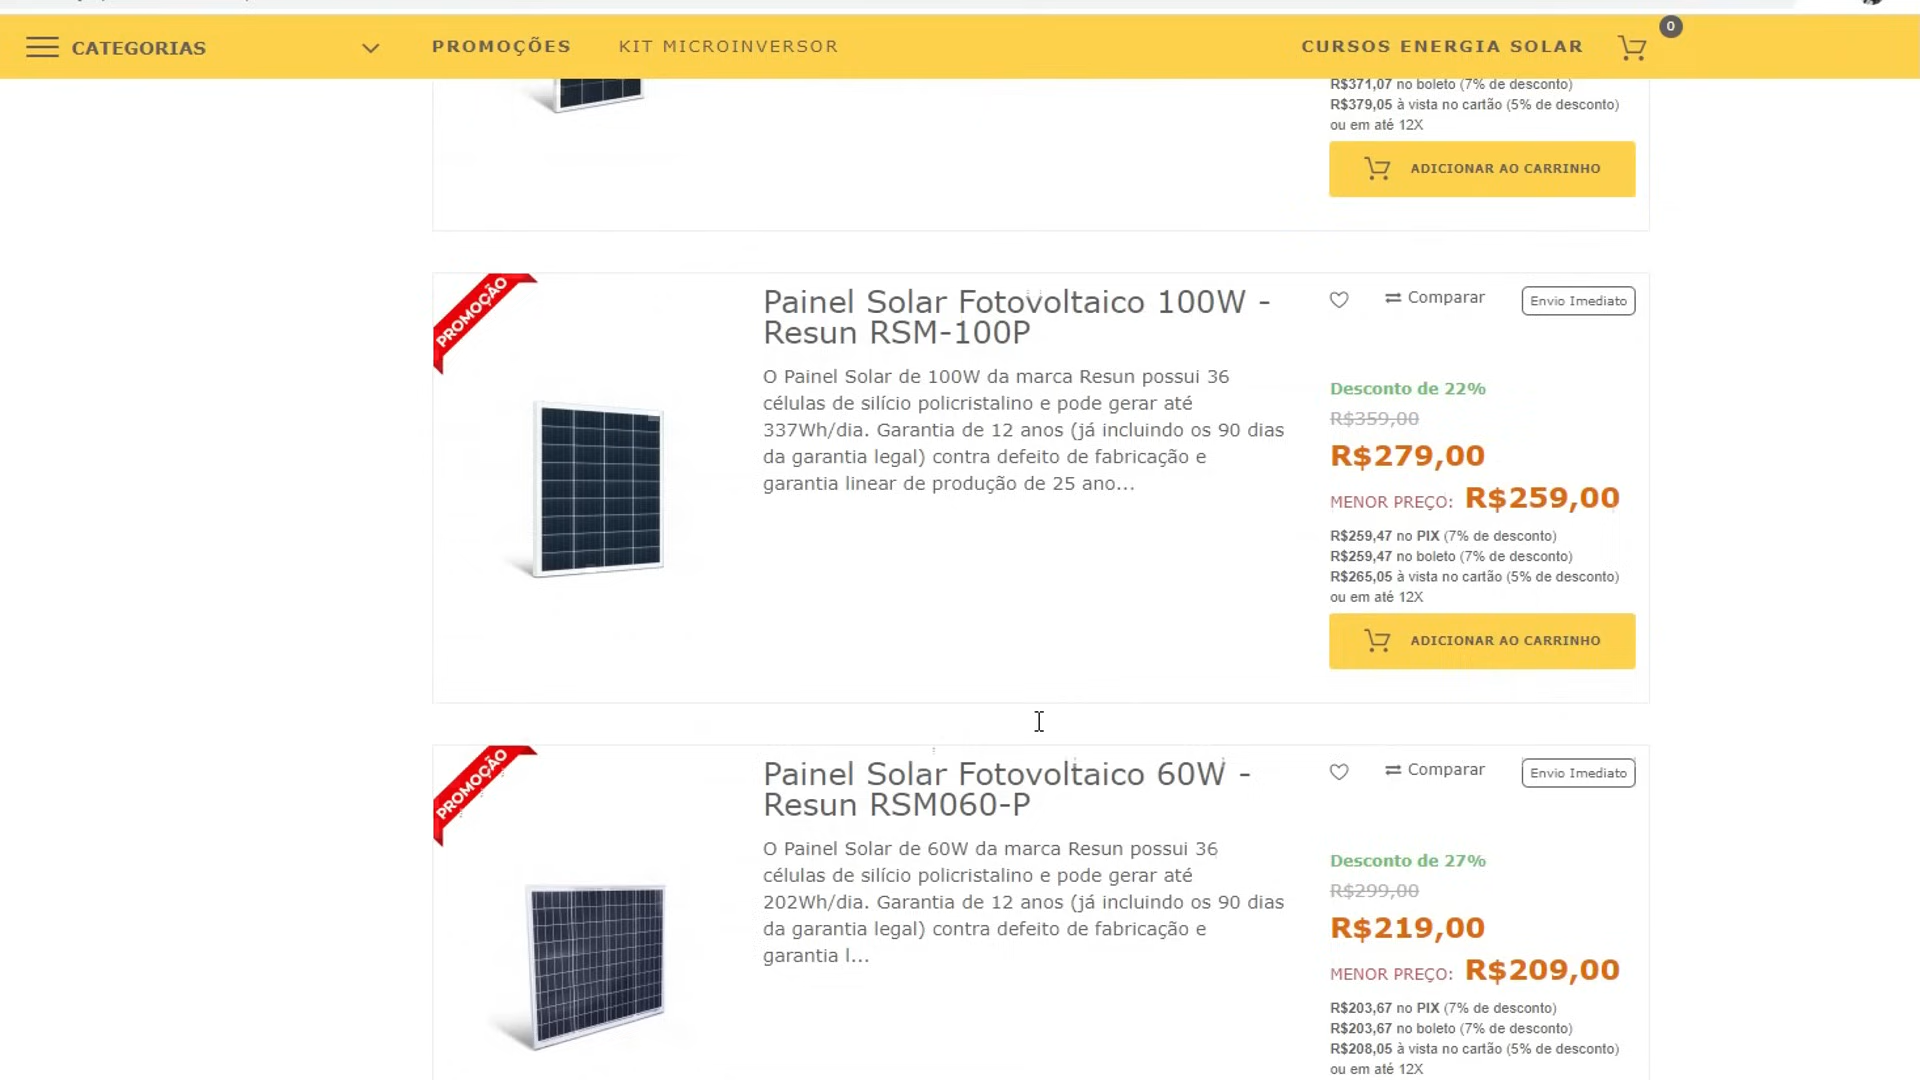 CATEGORIAS
PROMOÇÕES
KIT MICROINVERSOR
CURSOS ENERGIA SOLAR
0
R$371,07 no boleto (7% de desconto)
R$379,05 à vista no cartão (5% de desconto)
ou em até 12X
ADICIONAR AO CARRINHO
PROMOÇÃO
Painel Solar Fotovoltaico 100W -
Resun RSM-100P
O Painel Solar de 100W da marca Resun possui 36
células de silício policristalino e pode gerar até
337Wh/dia. Garantia de 12 anos (já incluindo os 90 dias
da garantia legal) contra defeito de fabricação e
garantia linear de produção de 25 ano...
Comparar
Envio Imediato
Desconto de 22%
R$359,00
R$279,00
MENOR PREÇO: R$259,00
R$259,47 no PIX (7% de desconto)
R$259,47 no boleto (7% de desconto)
R$265,05 à vista no cartão (5% de desconto)
ou em até 12X
ADICIONAR AO CARRINHO
PROMOÇÃO
Painel Solar Fotovoltaico 60W -
Resun RSM060-P
O Painel Solar de 60W da marca Resun possui 36
células de silício policristalino e pode gerar até
202Wh/dia. Garantia de 12 anos (já incluindo os 90 dias
da garantia legal) contra defeito de fabricação e
garantia l...
Comparar
Envio Imediato
Desconto de 27%
R$299,00
R$219,00
MENOR PREÇO: R$209,00
R$203,67 no PIX (7% de desconto)
R$203,67 no boleto (7% de desconto)
R$208,05 à vista no cartão (5% de desconto)
ou em até 12X